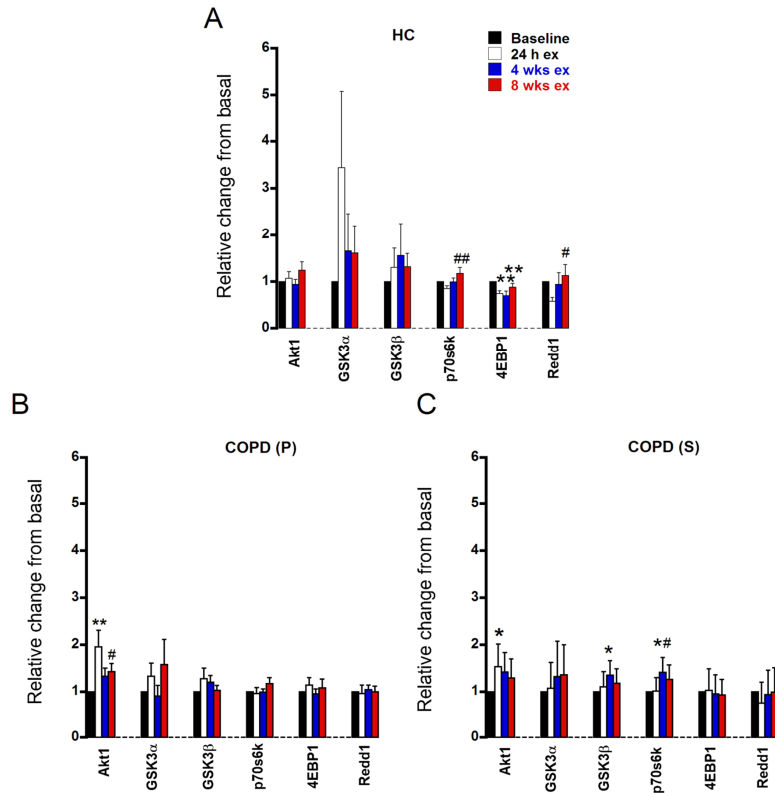 A
HC
Baseline
24 h ex
4 wks ex
8 wks ex
Relative change from basal
6
5
4
3
2
1
0
##
**
**
#
Akt1
GSK3α
GSK3β
p70s6k
4EBP1
Redd1
B
COPD (P)
Relative change from basal
6
5
4
3
2
1
0
**
#
Akt1
GSK3α
GSK3β
p70s6k
4EBP1
Redd1
C
COPD (S)
Relative change from basal
6
5
4
3
2
1
0
*
*
*#
Akt1
GSK3α
GSK3β
p70s6k
4EBP1
Redd1